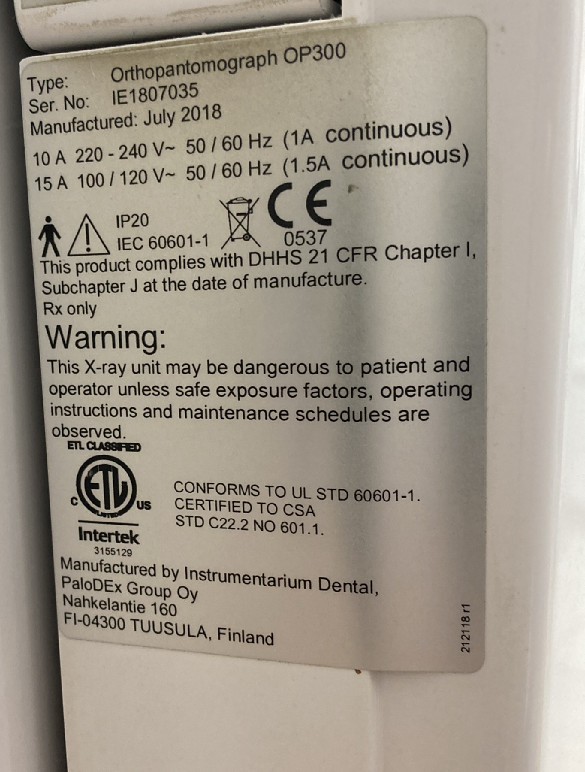 Type: Orthopantomograph OP300
Ser. No: IE1807035
Manufactured: July 2018
10 A 220 - 240 V~ 50 / 60 Hz (1A continuous)
15 A 100 / 120 V~ 50 / 60 Hz (1.5A continuous)
IP20
IEC 60601-1
CE
0537
This product complies with DHHS 21 CFR Chapter I,
Subchapter J at the date of manufacture.
Rx only
Warning:
This X-ray unit may be dangerous to patient and
operator unless safe exposure factors, operating
instructions and maintenance schedules are
observed.
ETL CLASSIFIED
ETL
LISTED
C US
Intertek
3155129
CONFORMS TO UL STD 60601-1.
CERTIFIED TO CSA
STD C22.2 NO 601.1.
Manufactured by Instrumentarium Dental,
PaloDEx Group Oy
Nahkelantie 160
FI-04300 TUUSULA, Finland
212118 r1